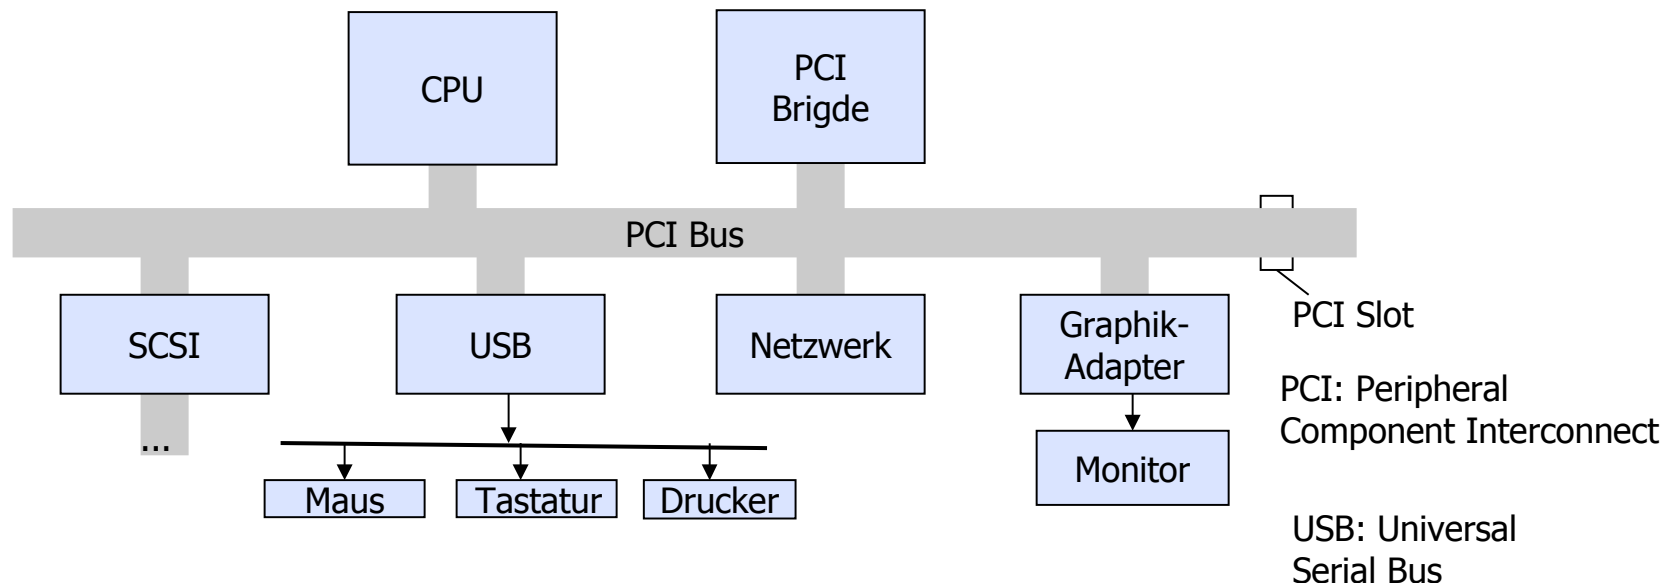 CPU
PCI
Brigde
PCI Bus
SCSI
USB
Netzwerk
Graphik-
Adapter
PCI Slot
PCI: Peripheral
Component Interconnect
...
Monitor
Maus
Tastatur
Drucker
USB: Universal
Serial Bus